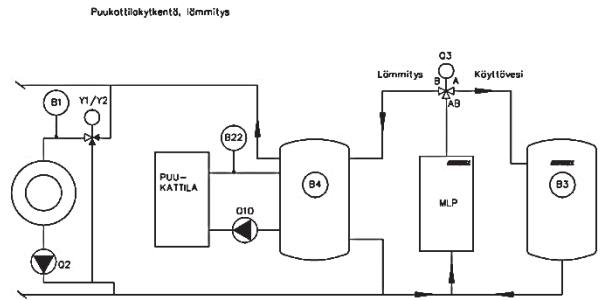 Puukattilakytkentä, lämmitys
Q3
Lämmitys
B
A
Käyttövesi
AB
B1
Y1/Y2
B22
PUU-
KATTILA
Q10
B4
MLP
B3
Q2